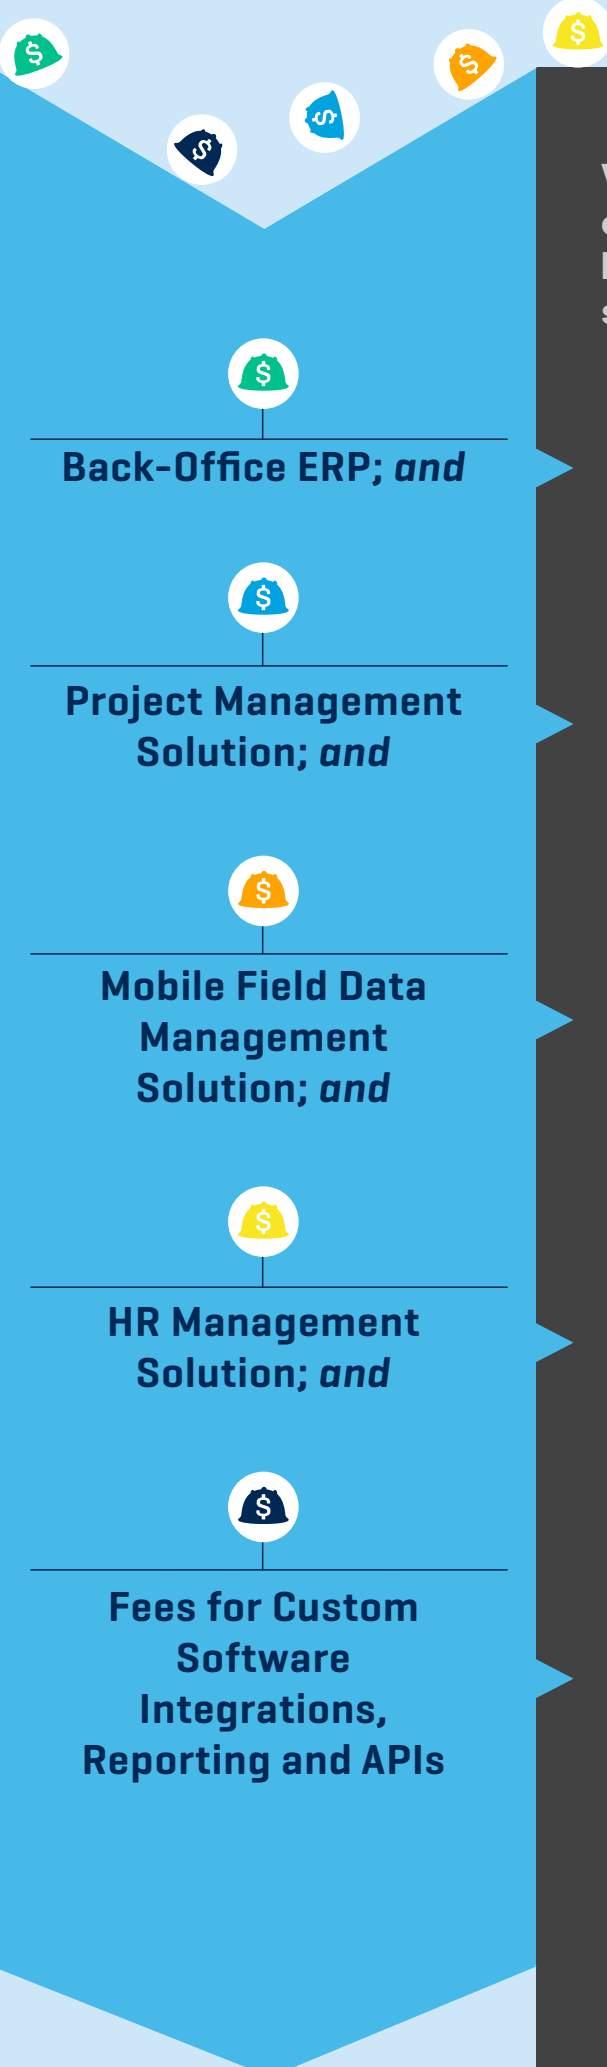 $
$
$
$
$
$
Back-Office ERP; and
$
Project Management
Solution; and
$
Mobile Field Data
Management
Solution; and
$
HR Management
Solution; and
$
Fees for Custom
Software
Integrations,
Reporting and APIs